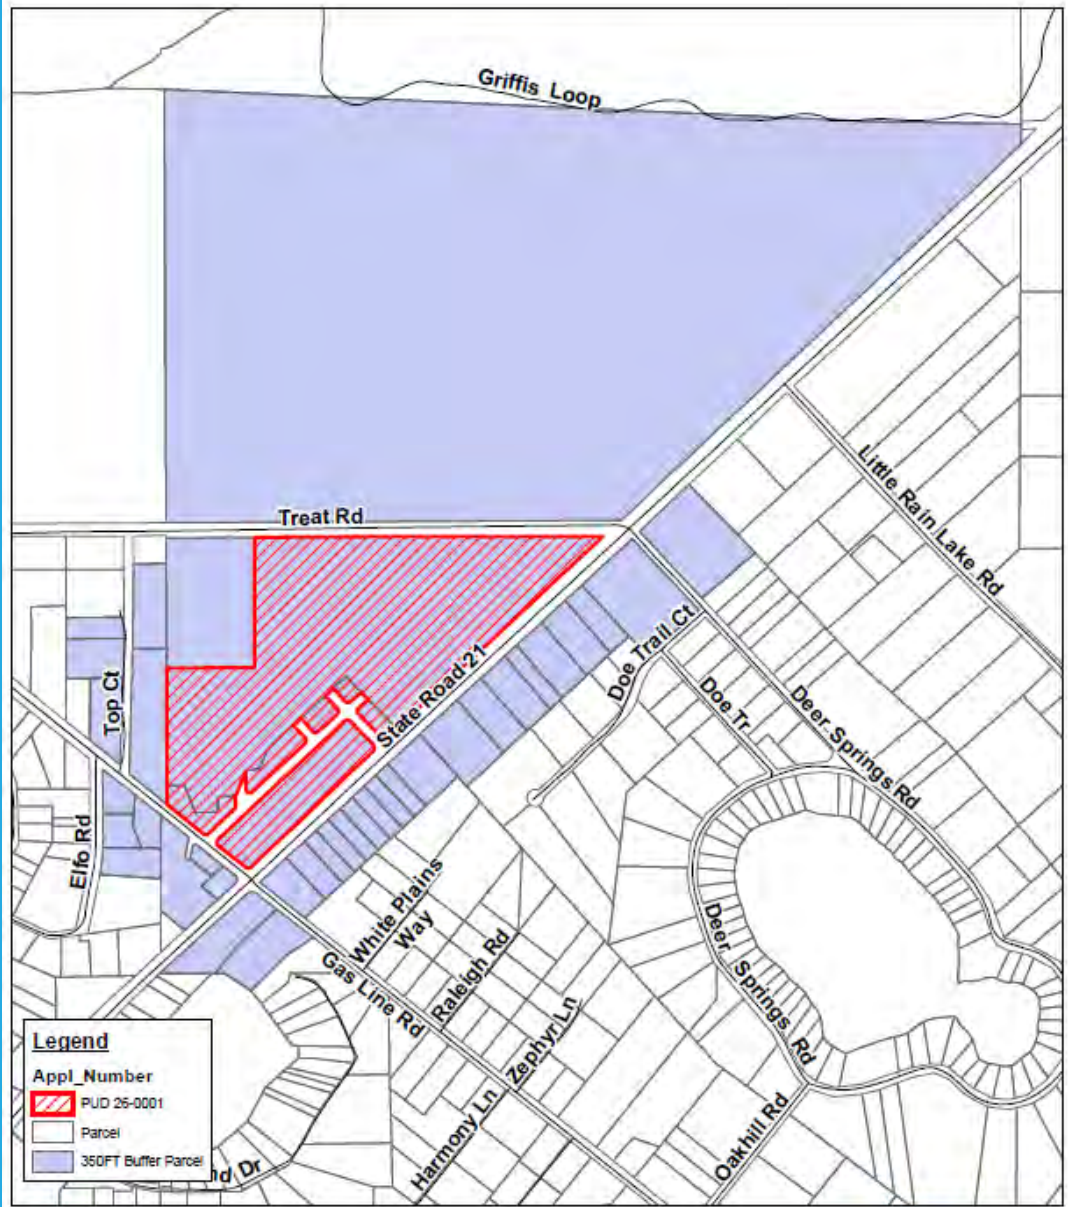 Griffis Loop
Treat Rd
Little Rain Lake Rd
State Road 21
Doe Trail Ct
Top Ct
Doe Tr
Deer Springs Rd
Elfo Rd
White Plains
Way
Raleigh Rd
Gas Line Rd
Deer Springs Rd
Zephyr Ln
Harmony Ln
Oakhill Rd
nd Dr
Legend
Appl_Number
PUD 26-0001
Parcel
350FT Buffer Parcel